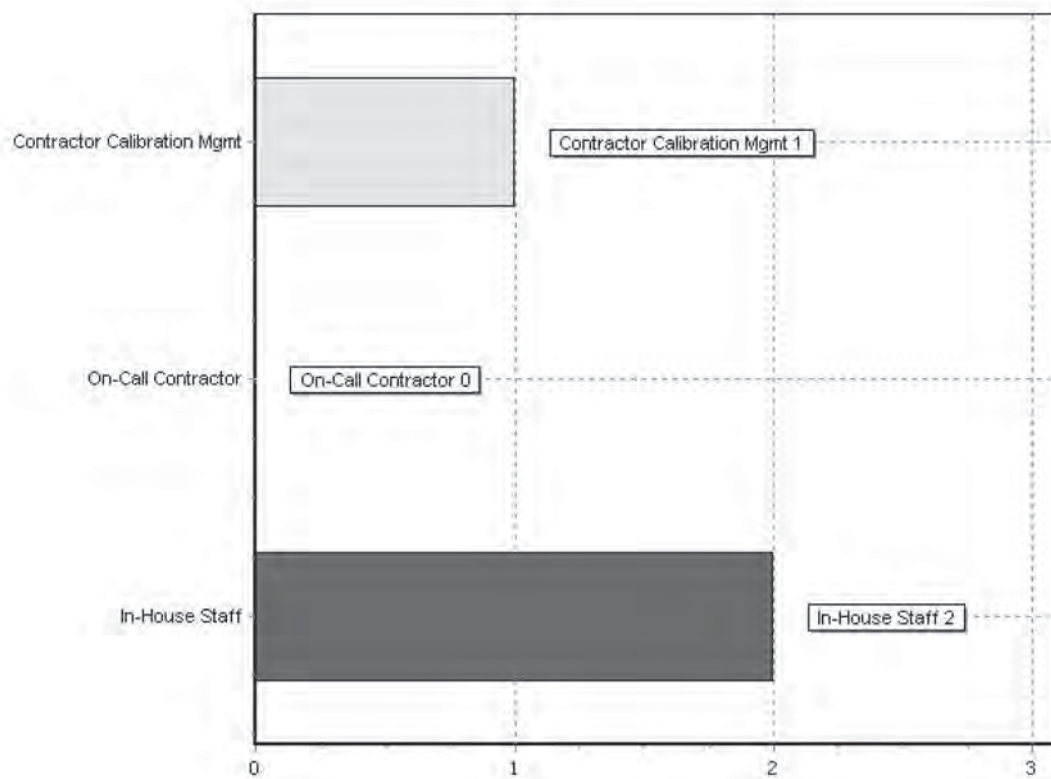 Contractor Calibration Mgmt
Contractor Calibration Mgmt 1
On-Call Contractor
On-Call Contractor 0
In-House Staff
In-House Staff 2
0 1 2 3